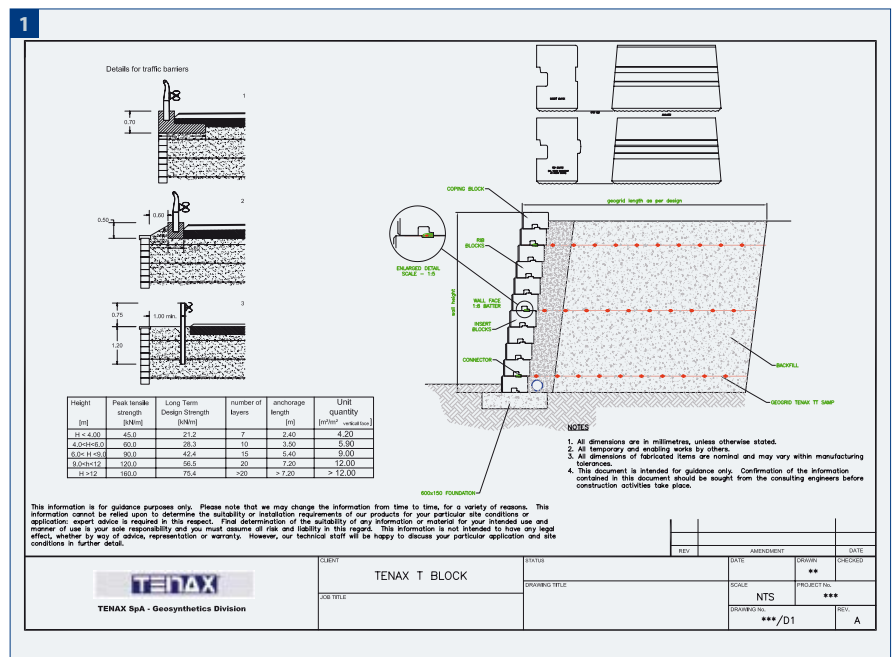 1
Details for traffic barriers
1
0.70
2
0.60
0.50
3
0.75
1.00 min.
1.20
COPING BLOCK
geogrid length as per design
RIB
BLOCKS
ENLARGED DETAIL
SCALE - 1:5
wall height
WALL FACE
1:8 BATTER
INSERT
BLOCKS
CONNECTOR
BACKFILL
GEOGRID TENAX TT SAMP
600x150 FOUNDATION
Height Peak tensile Long Term number of anchorage Unit
strength Design Strength layers length quantity
[m] [kN/m] [kN/m] [m] [m²/m² vertical face]
H < 4.00 45.0 21.2 7 2.40 4.20
4.0<H<6.0 60.0 28.3 10 3.50 5.90
6.0< H <9.0 90.0 42.4 15 5.40 9.00
9.0<h<12 120.0 56.5 20 7.20 12.00
H >12 160.0 75.4 >20 > 7.20 > 12.00
NOTES
1. All dimensions are in millimetres, unless otherwise stated.
2. All temporary and enabling works by others.
3. All dimensions of fabricated items are nominal and may vary within manufacturing
tolerances.
4. This document is intended for guidance only. Confirmation of the information
contained in this document should be sought from the consulting engineers before
construction activities take place.
This information is for guidance purposes only. Please note that we may change the information from time to time, for a variety of reasons. This
information cannot be relied upon to determine the suitability or installation requirements of our products for your particular site conditions or
application: expert advice is required in this respect. Final determination of the suitability of any information or material for your intended use and
manner of use is your sole responsibility and you must assume all risk and liability in this regard. This information is not intended to have any legal
effect, whether by way of advice, representation or warranty. However, our technical staff will be happy to discuss your particular application and site
conditions in further detail.
REV AMENDMENT DATE
TENAX
TENAX SpA - Geosynthetics Division
CLIENT
TENAX T BLOCK
JOB TITLE
STATUS
DRAWING TITLE
DATE DRAWN CHECKED
**
SCALE PROJECT No.
NTS ***
DRAWING No. REV.
***/D1 A